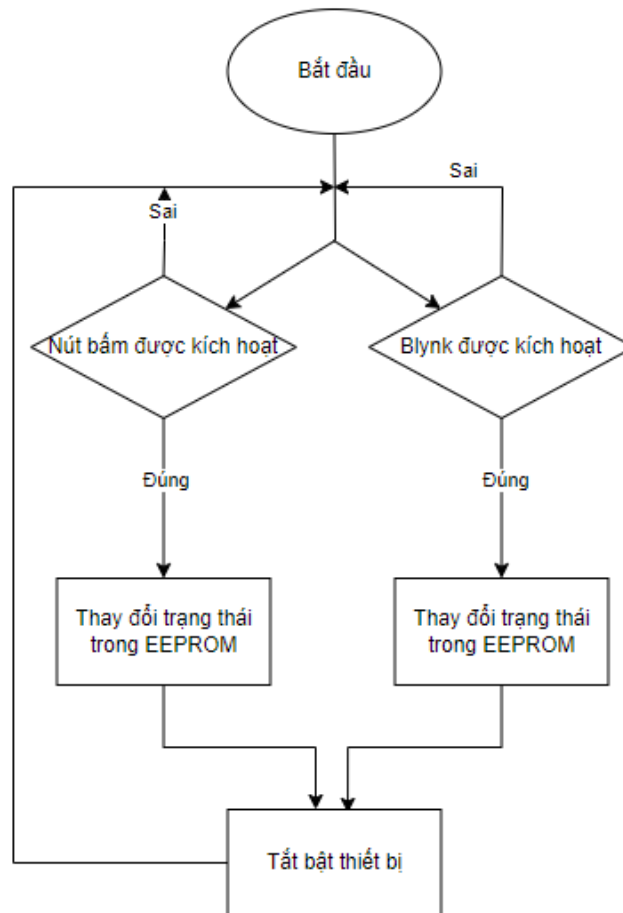 Bắt đầu
Sai
Sai
Nút bấm được kích hoạt
Blynk được kích hoạt
Đúng
Đúng
Thay đổi trạng thái
trong EEPROM
Thay đổi trạng thái
trong EEPROM
Tắt bật thiết bị